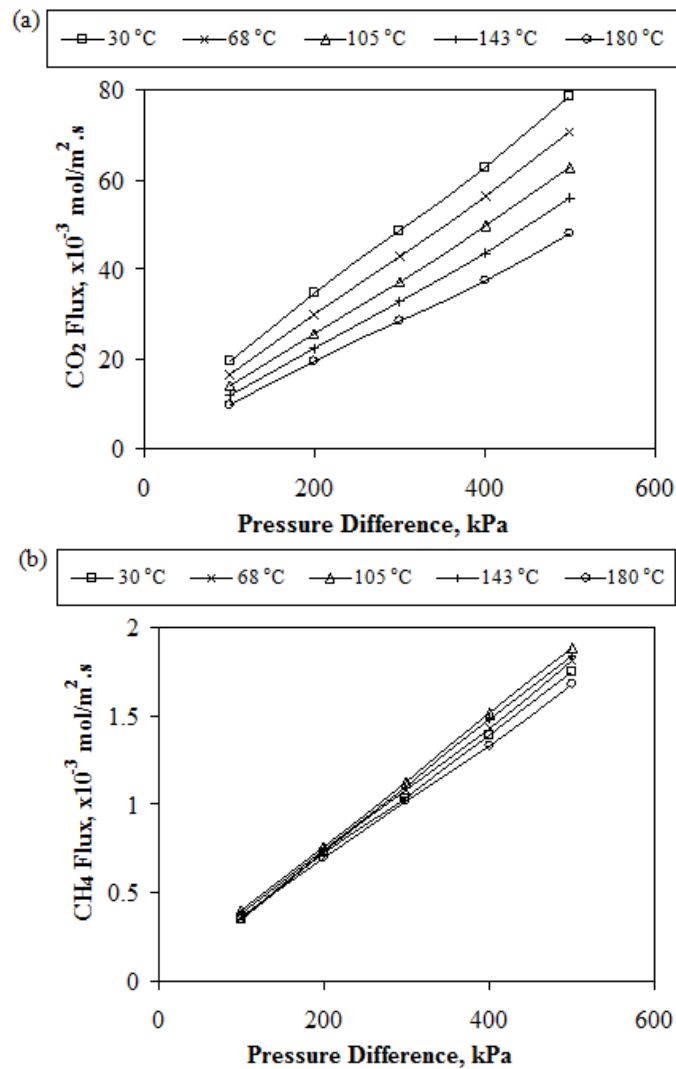 (a)
30 °C 68 °C 105 °C 143 °C 180 °C
80
60
40
20
0
CO₂ Flux, x10⁻³ mol/m².s
0 200 400 600
Pressure Difference, kPa
(b)
30 °C 68 °C 105 °C 143 °C 180 °C
2
1.5
1
0.5
0
CH₄ Flux, x10⁻³ mol/m².s
0 200 400 600
Pressure Difference, kPa